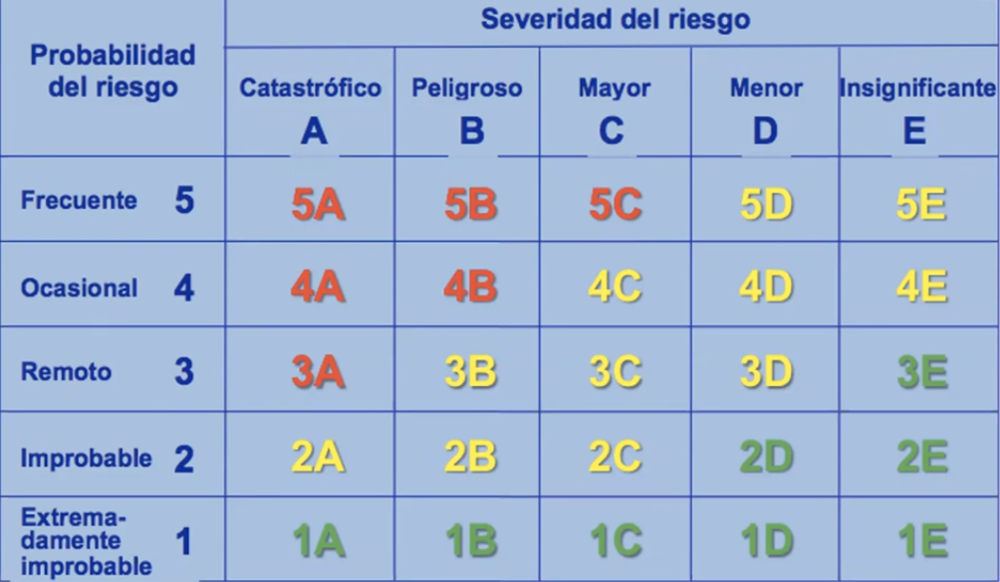 Probabilidad del riesgo
Severidad del riesgo
Catastrófico Peligroso Mayor Menor Insignificante
A B C D E
Frecuente 5 5A 5B 5C 5D 5E
Ocasional 4 4A 4B 4C 4D 4E
Remoto 3 3A 3B 3C 3D 3E
Improbable 2 2A 2B 2C 2D 2E
Extrema-
damente
improbable 1 1A 1B 1C 1D 1E